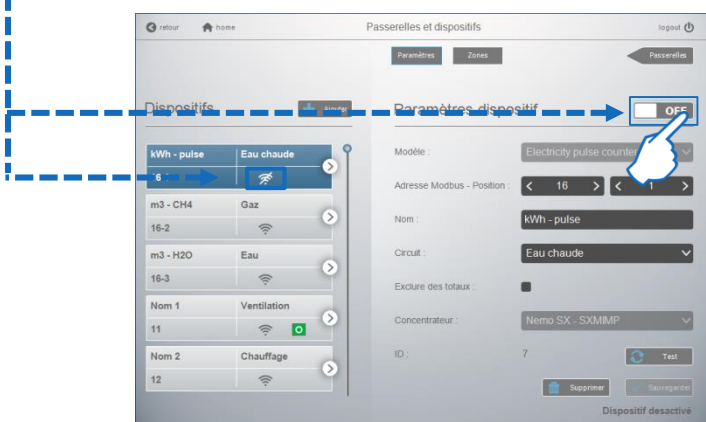 retour home Passerelles et dispositifs logout
Paramètres Zones Passerelles
Dispositifs Ajouter Paramètres dispositif OFF
kWh - pulse Eau chaude
m3 - CH4 Gaz
16-2
m3 - H2O Eau
16-3
Nom 1 Ventilation
11
Nom 2 Chauffage
12
Modèle : Electricity pulse counter
Adresse Modbus - Position : 16 1
Nom : kWh - pulse
Circuit : Eau chaude
Exclure des totaux :
Concentrateur : Nemo SX - SXMIMP
ID : 7 Test
Supprimer Sauvegarder
Dispositif desactivé